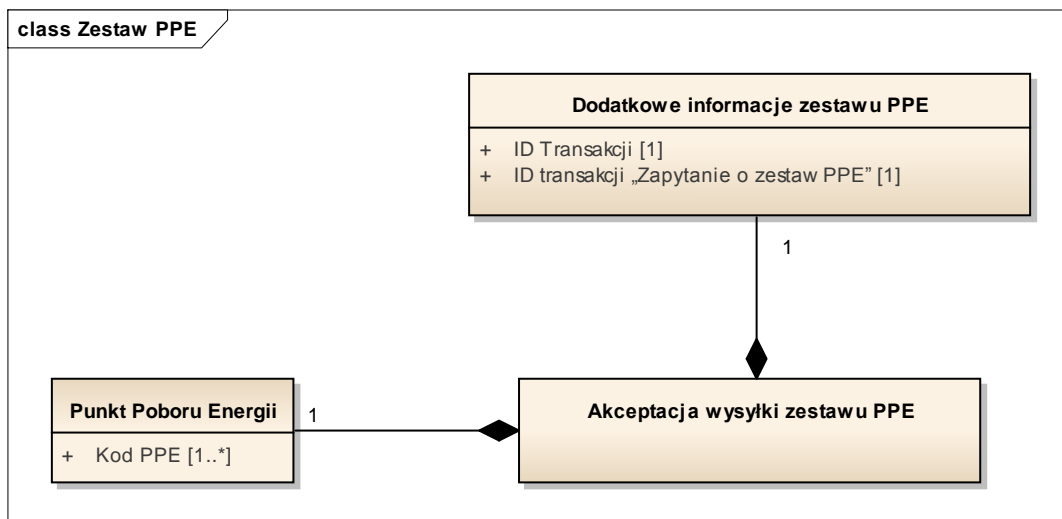 class Zestaw PPE
Dodatkowe informacje zestawu PPE
+ ID Transakcji [1]
+ ID transakcji „Zapytanie o zestaw PPE” [1]
1
Punkt Poboru Energii
+ Kod PPE [1..*]
1
Akceptacja wysyłki zestawu PPE